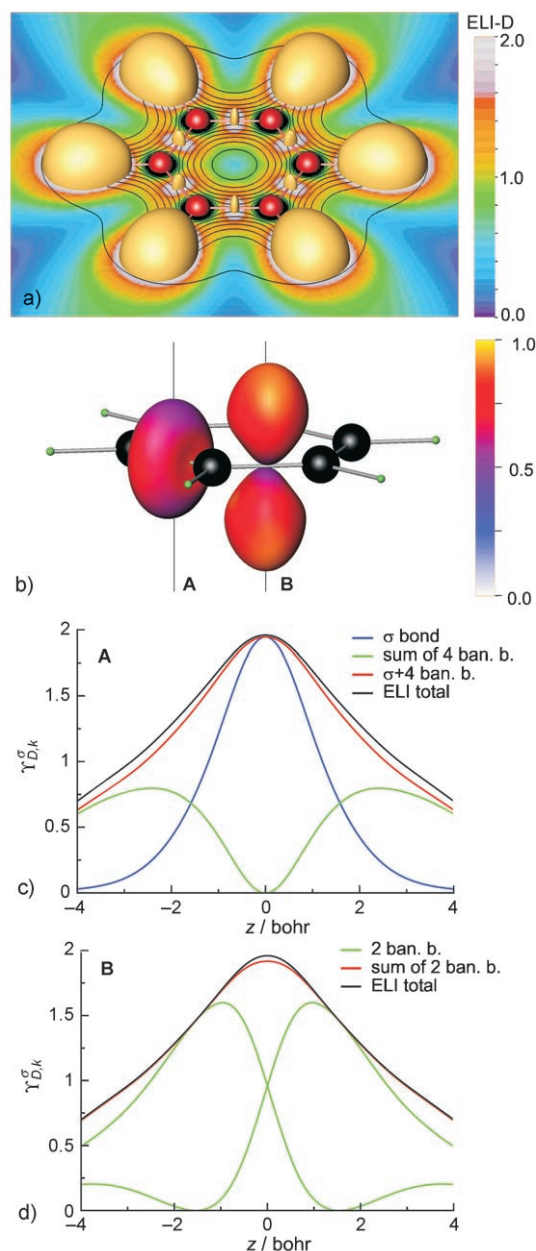 ELI-D
2.0
1.0
0.0
a)
1.0
0.5
0.0
A
B
b)
A
σ bond
sum of 4 ban. b.
σ+4 ban. b.
ELI total
2
1.5
1
0.5
0
ϒσD,k
−4 −2 0 2 4
z / bohr
c)
B
2 ban. b.
sum of 2 ban. b.
ELI total
2
1.5
1
0.5
0
ϒσD,k
−4 −2 0 2 4
z / bohr
d)